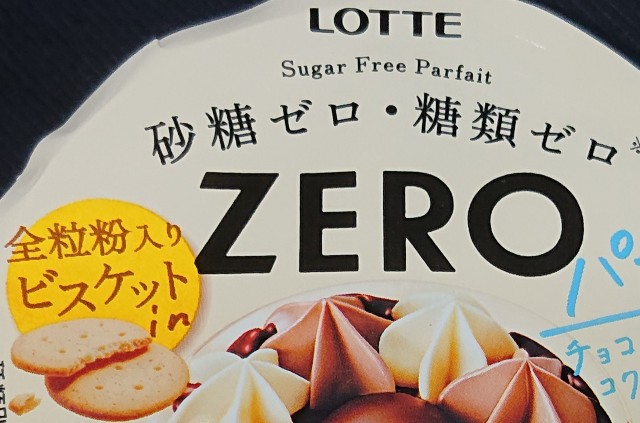 LOTTE
Sugar Free Parfait
砂糖ゼロ・糖類ゼロ※
ZERO
全粒粉入り
ビスケット
in
チョコ
コク